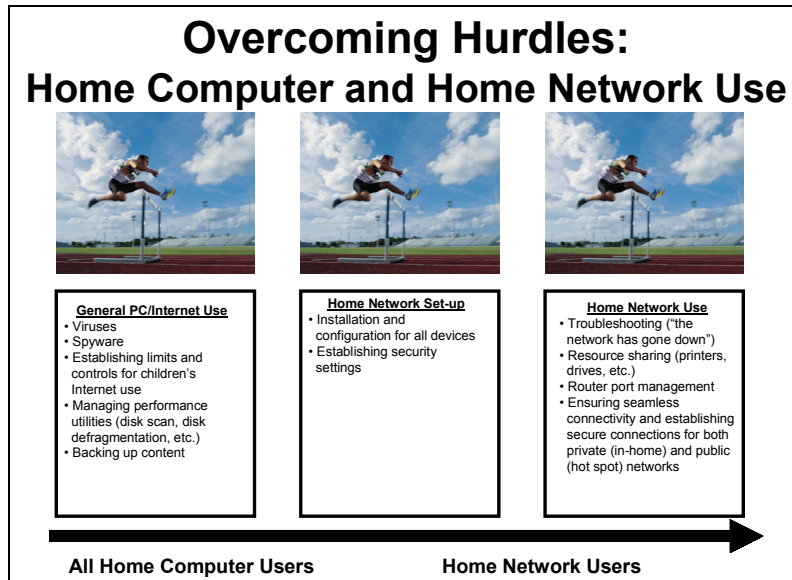 Overcoming Hurdles:
Home Computer and Home Network Use
General PC/Internet Use
• Viruses
• Spyware
• Establishing limits and
controls for children's
Internet use
• Managing performance
utilities (disk scan, disk
defragmentation, etc.)
• Backing up content
Home Network Set-up
• Installation and
configuration for all devices
• Establishing security
settings
Home Network Use
• Troubleshooting (“the
network has gone down”)
• Resource sharing (printers,
drives, etc.)
• Router port management
• Ensuring seamless
connectivity and establishing
secure connections for both
private (in-home) and public
(hot spot) networks
All Home Computer Users
Home Network Users